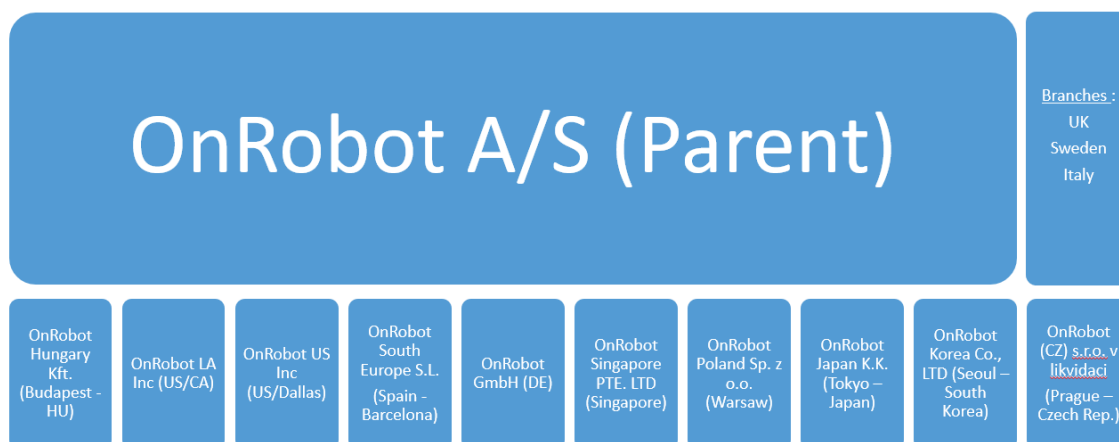 OnRobot A/S (Parent)
Branches :
UK
Sweden
Italy
OnRobot
Hungary
Kft.
(Budapest -
HU)
OnRobot LA
Inc (US/CA)
OnRobot US
Inc
(US/Dallas)
OnRobot
South
Europe S.L.
(Spain -
Barcelona)
OnRobot
GmbH (DE)
OnRobot
Singapore
PTE. LTD
(Singapore)
OnRobot
Poland Sp. z
o.o.
(Warsaw)
OnRobot
Japan K.K.
(Tokyo –
Japan)
OnRobot
Korea Co.,
LTD (Seoul –
South
Korea)
OnRobot
(CZ) s.r.o. v
likvidaci
(Prague –
Czech Rep.)